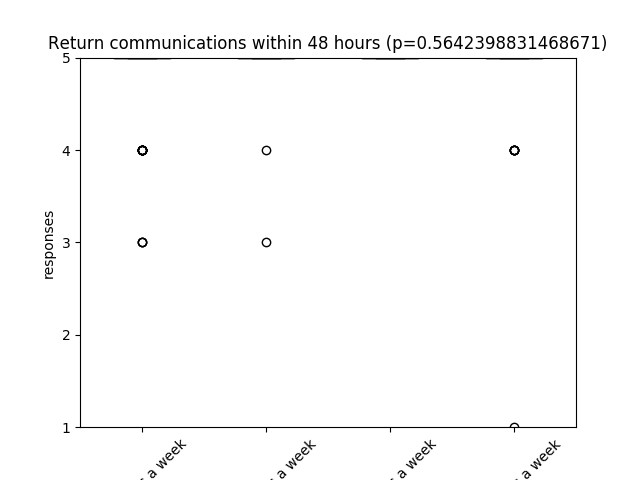 Return communications within 48 hours (p=0.5642398831468671)
5
4
3
2
1
responses
a week
a week
a week
a week